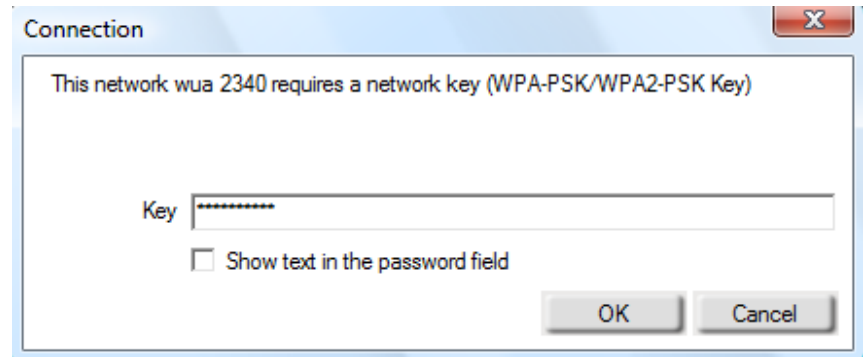 Connection
This network wua 2340 requires a network key (WPA-PSK/WPA2-PSK Key)
Key **********
Show text in the password field
OK Cancel